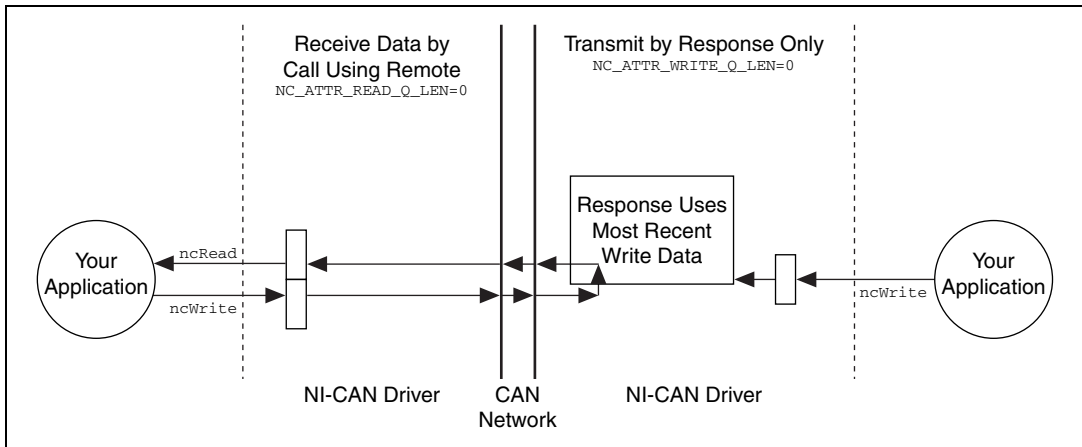 Receive Data by
Call Using Remote
NC_ATTR_READ_Q_LEN=0
Transmit by Response Only
NC_ATTR_WRITE_Q_LEN=0
Your
Application
ncRead
ncWrite
Response Uses
Most Recent
Write Data
ncWrite
Your
Application
NI-CAN Driver
CAN
Network
NI-CAN Driver